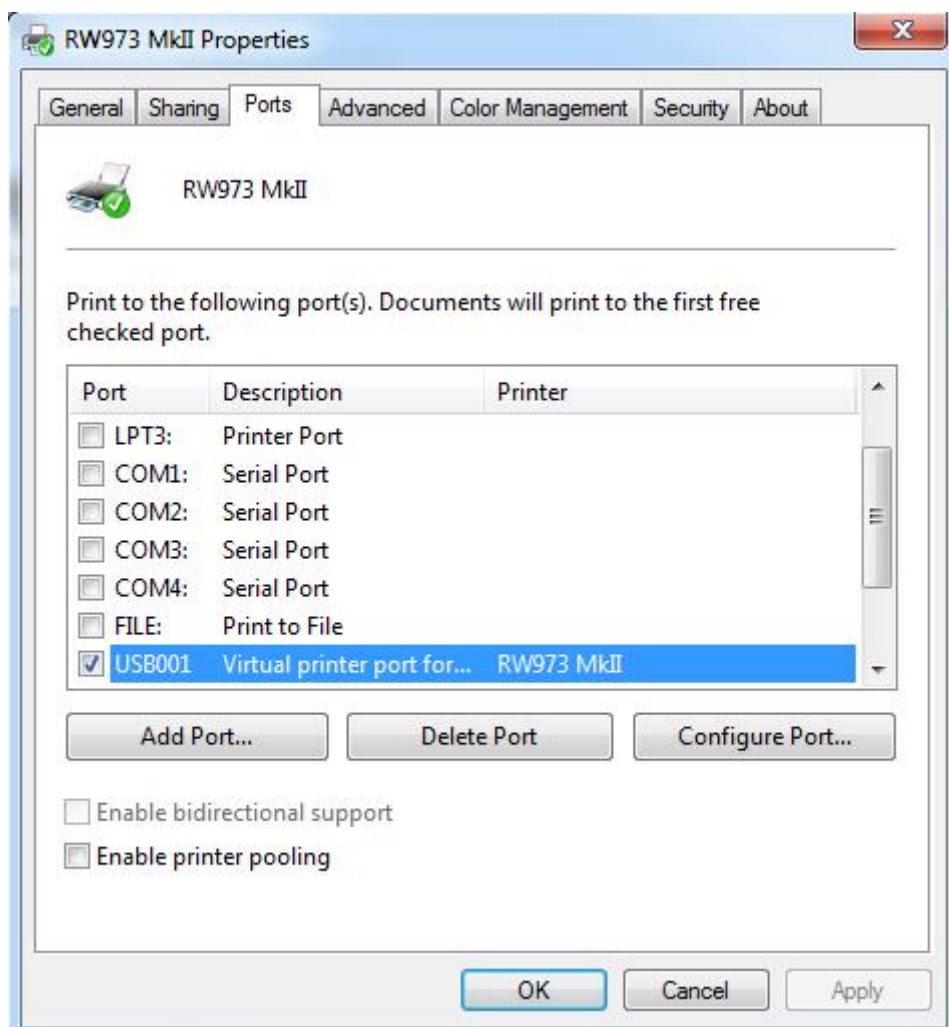 RW973 MkII Properties
General Sharing Ports Advanced Color Management Security About
RW973 MkII
Print to the following port(s). Documents will print to the first free
checked port.
Port Description Printer
LPT3: Printer Port
COM1: Serial Port
COM2: Serial Port
COM3: Serial Port
COM4: Serial Port
FILE: Print to File
USB001 Virtual printer port for... RW973 MkII
Add Port... Delete Port Configure Port...
Enable bidirectional support
Enable printer pooling
OK Cancel Apply